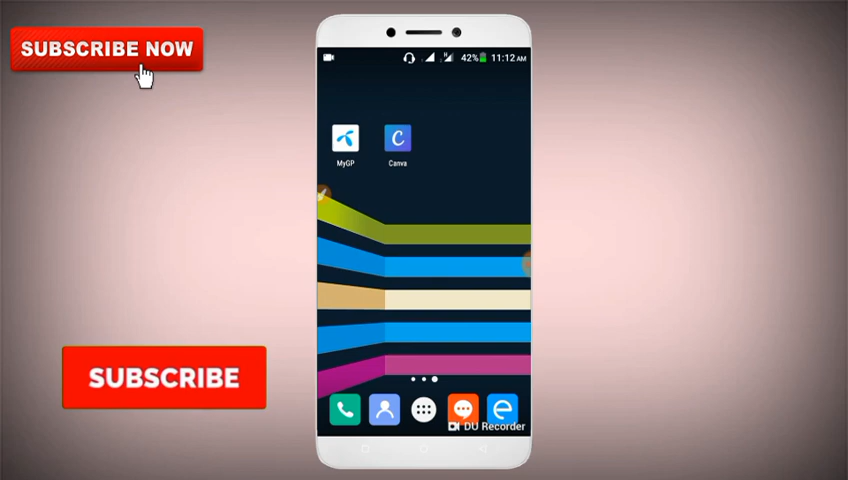 SUBSCRIBE NOW
42% 11:12 AM
MyGP
Canva
SUBSCRIBE
DU Recorder